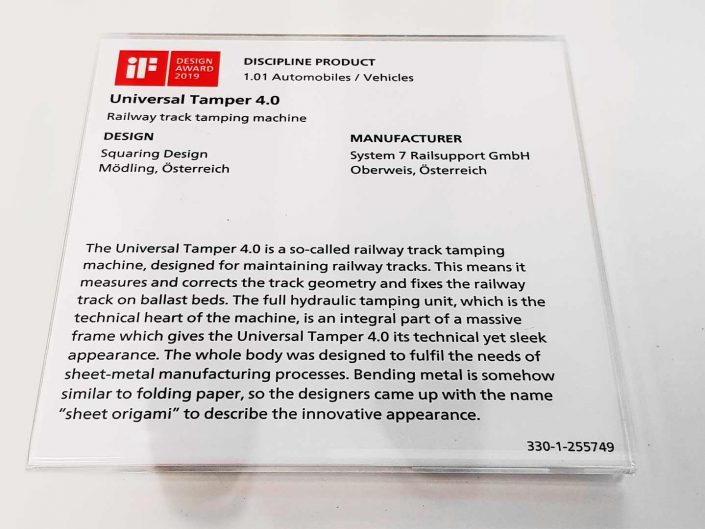 iF DESIGN
AWARD
2019
DISCIPLINE PRODUCT
1.01 Automobiles / Vehicles
Universal Tamper 4.0
Railway track tamping machine
DESIGN
Squaring Design
Mödling, Österreich
MANUFACTURER
System 7 Railsupport GmbH
Oberweis, Österreich
The Universal Tamper 4.0 is a so-called railway track tamping
machine, designed for maintaining railway tracks. This means it
measures and corrects the track geometry and fixes the railway
track on ballast beds. The full hydraulic tamping unit, which is the
technical heart of the machine, is an integral part of a massive
frame which gives the Universal Tamper 4.0 its technical yet sleek
appearance. The whole body was designed to fulfil the needs of
sheet-metal manufacturing processes. Bending metal is somehow
similar to folding paper, so the designers came up with the name
“sheet origami” to describe the innovative appearance.
330-1-255749